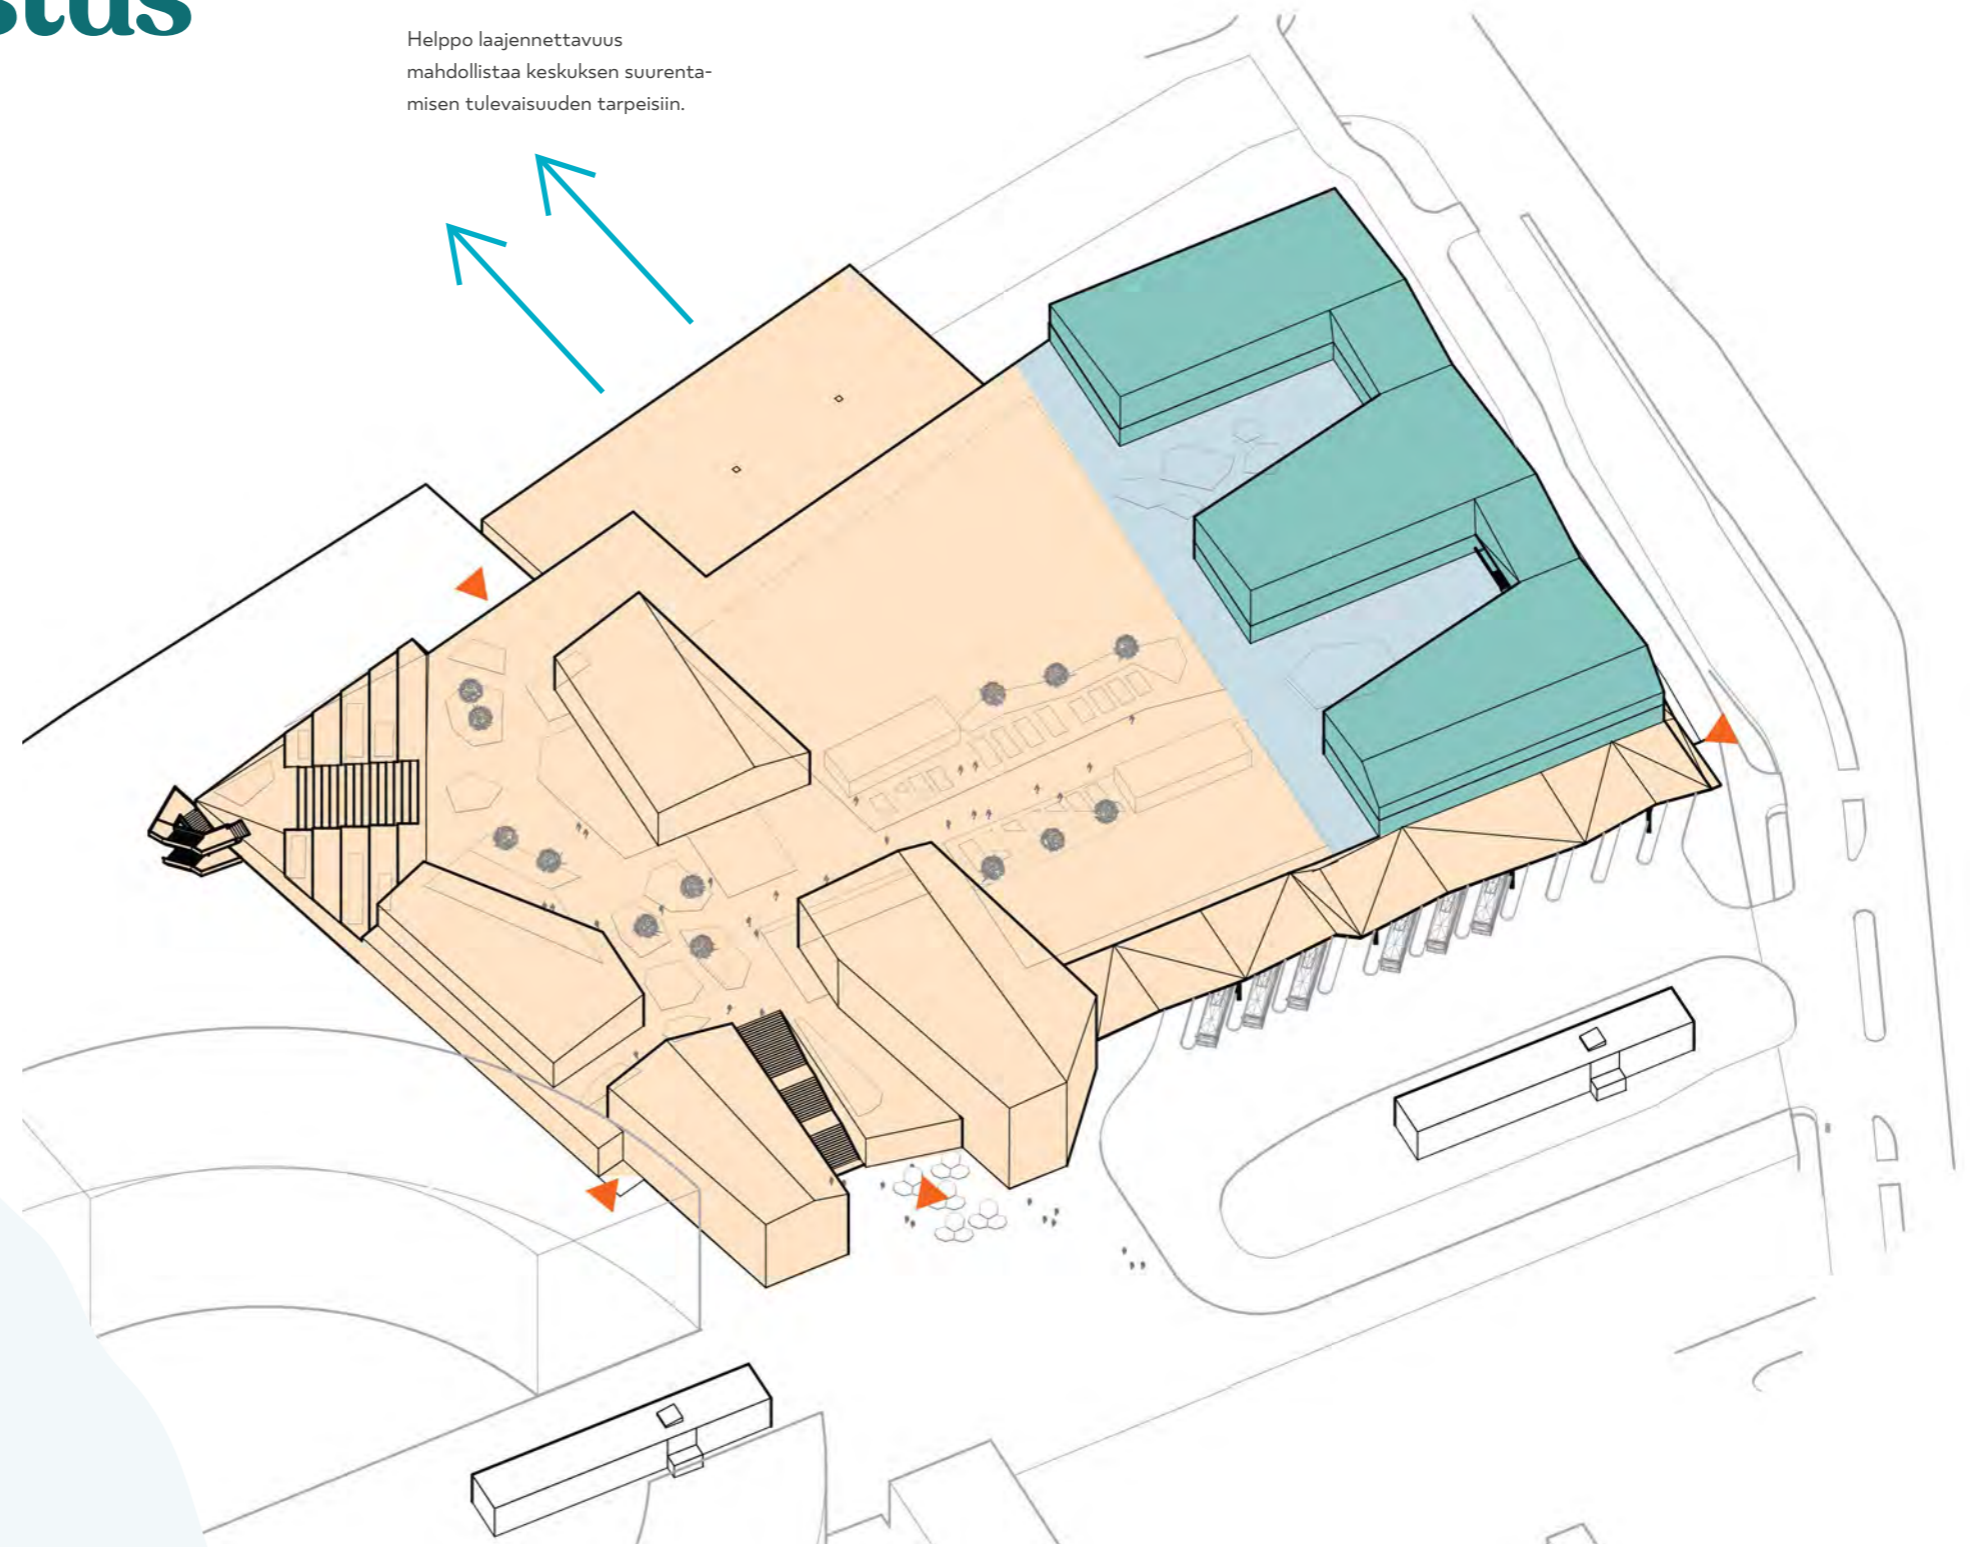 stus
Helppo laajennettavuus
mahdollistaa keskuksen suurenta-
misen tulevaisuuden tarpeisiin.